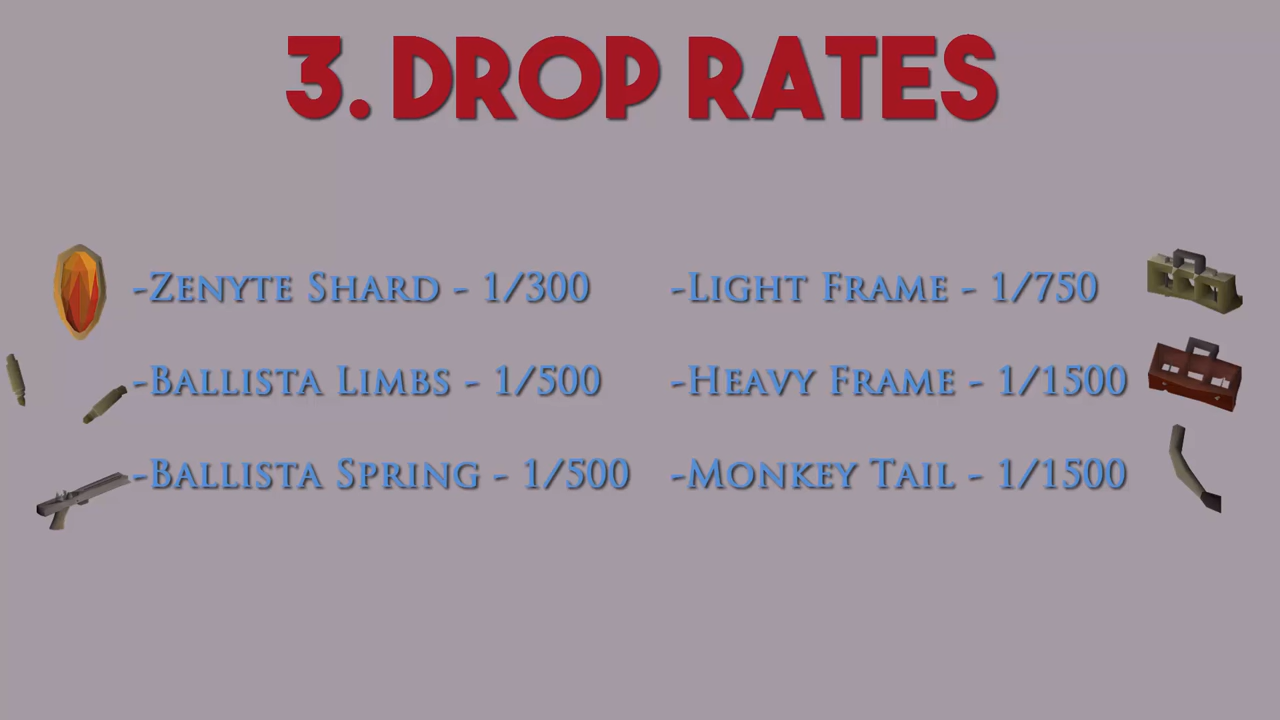 3. DROP RATES
-Zenyte Shard - 1/300
-Ballista Limbs - 1/500
-Ballista Spring - 1/500
-Light Frame - 1/750
-Heavy Frame - 1/1500
-Monkey Tail - 1/1500